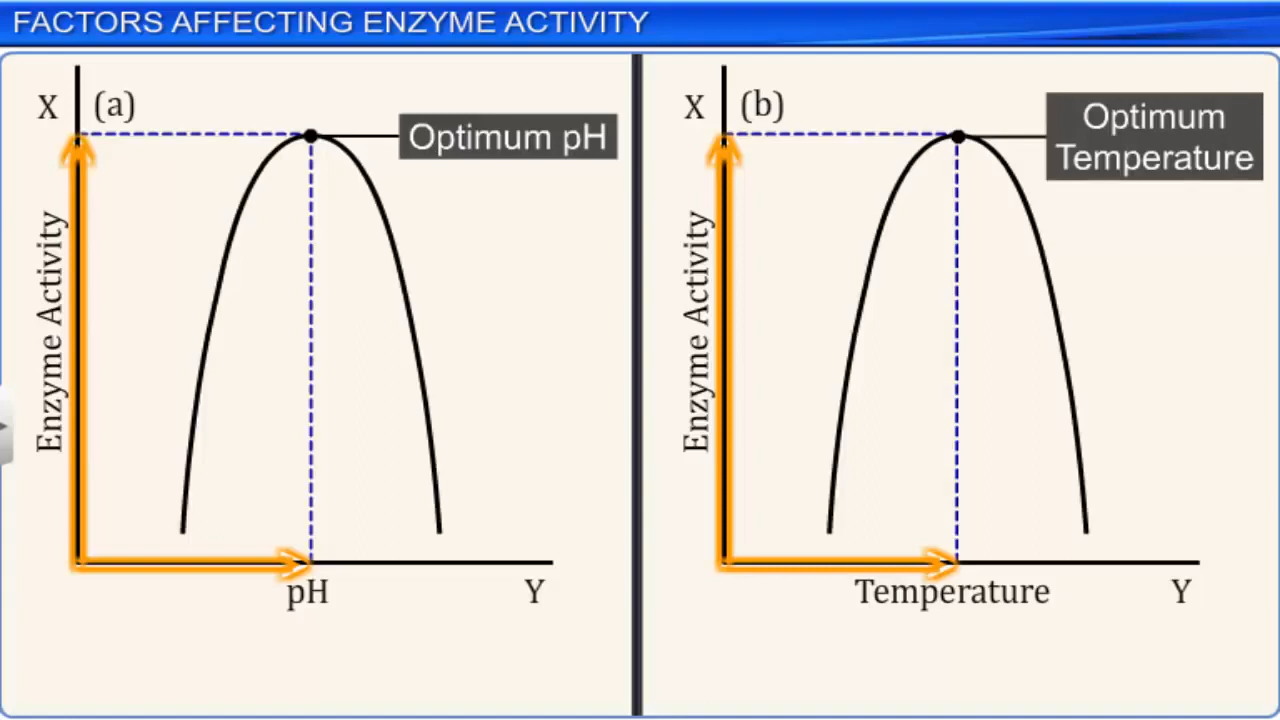 FACTORS AFFECTING ENZYME ACTIVITY
X (a)
Optimum pH
Enzyme Activity
pH Y
X (b)
Optimum
Temperature
Enzyme Activity
Temperature Y